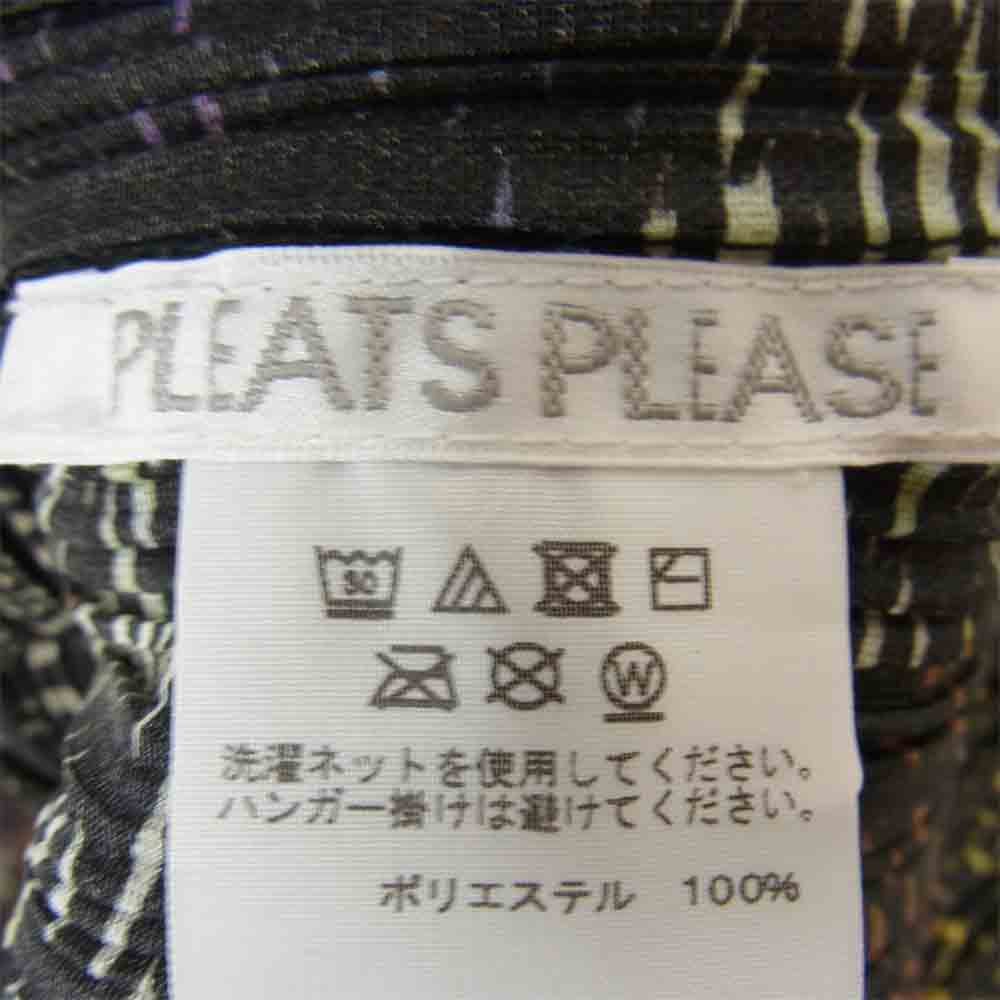 PLEATS PLEASE
30
W
洗濯ネットを使用してください。
ハンガー掛けは避けてください。
ポリエステル 100%